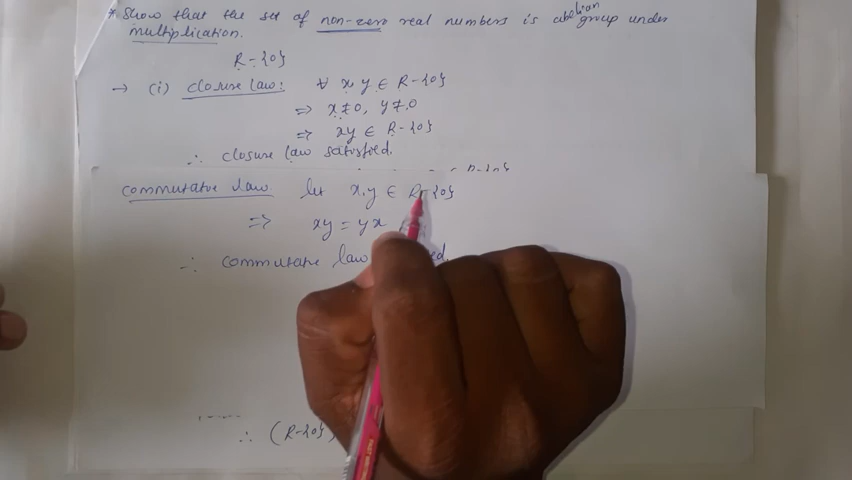 * Show that the set of non-zero real numbers is abelian group under
multiplication.
R-{0}
→ (i) closure law: ∀ x, y ∈ R-{0}
⇒ x≠0, y≠0
⇒ xy ∈ R-{0}
∴ closure law satisfied.
commutative law. let x, y ∈ R-{0}
⇒ xy = yx
∴ commutative law
∴ (R-{0}